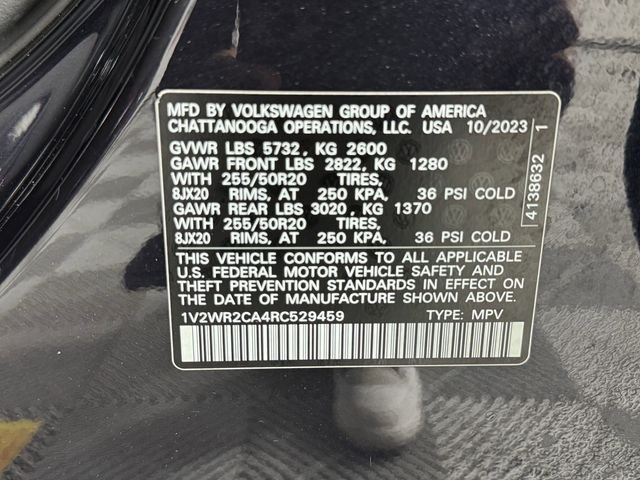 MFD BY VOLKSWAGEN GROUP OF AMERICA
CHATTANOOGA OPERATIONS, LLC. USA 10/2023
GVWR LBS 5732, KG 2600
GAWR FRONT LBS 2822, KG 1280
WITH 255/50R20 TIRES,
8JX20 RIMS, AT 250 KPA, 36 PSI COLD
GAWR REAR LBS 3020, KG 1370
WITH 255/50R20 TIRES,
8JX20 RIMS, AT 250 KPA, 36 PSI COLD
THIS VEHICLE CONFORMS TO ALL APPLICABLE
U.S. FEDERAL MOTOR VEHICLE SAFETY AND
THEFT PREVENTION STANDARDS IN EFFECT ON
THE DATE OF MANUFACTURE SHOWN ABOVE.
1V2WR2CA4RC529459 TYPE: MPV
4138632 1